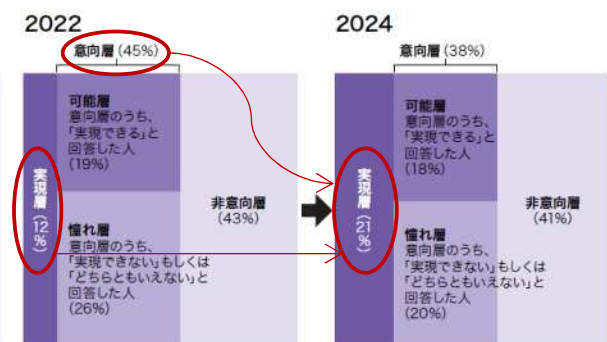 2022
意向層(45%)
可能層
意向層のうち、
「実現できる」と
回答した人
(19%)
実現層(12%)
憧れ層
意向層のうち、
「実現できない」もしくは
「どちらともいえない」と
回答した人
(26%)
非意向層
(43%)
2024
意向層(38%)
可能層
意向層のうち、
「実現できる」と
回答した人
(18%)
実現層(21%)
憧れ層
意向層のうち、
「実現できない」もしくは
「どちらともいえない」と
回答した人
(20%)
非意向層
(41%)